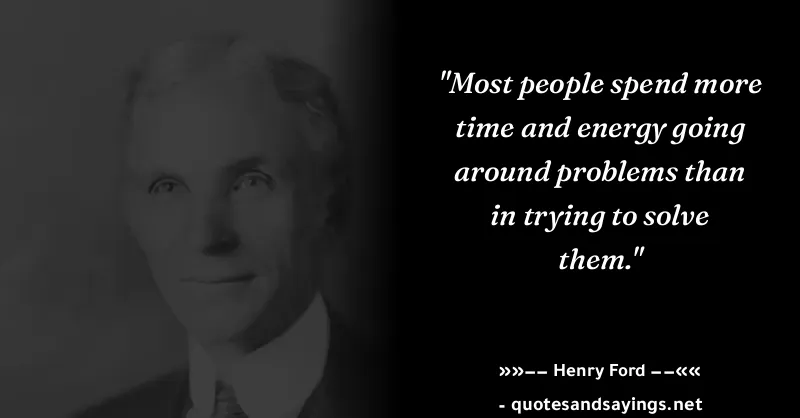 "Most people spend more
time and energy going
around problems than
in trying to solve
them."
»»–– Henry Ford ––««
- quotesandsayings.net